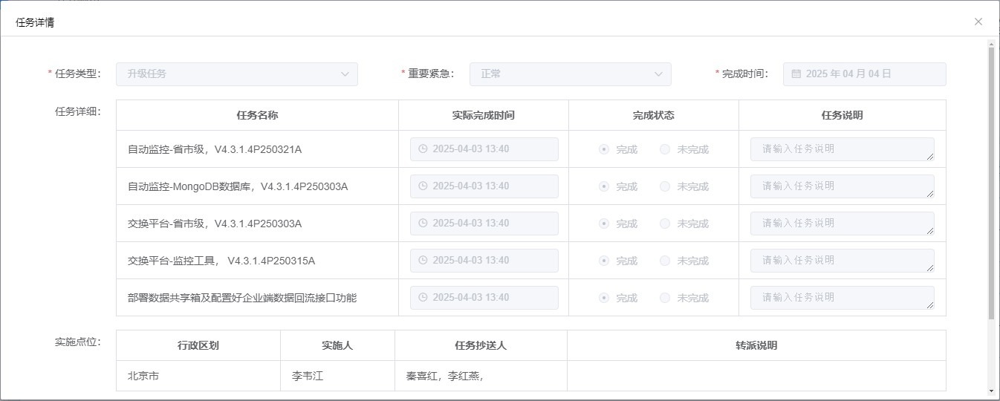 任务详情
* 任务类型： 升级任务 * 重要紧急： 正常 * 完成时间： 2025 年 04 月 04 日
任务详细： 任务名称 实际完成时间 完成状态 任务说明
自动监控-省市级，V4.3.1.4P250321A 2025-04-03 13:40 完成 未完成 请输入任务说明
自动监控-MongoDB数据库，V4.3.1.4P250303A 2025-04-03 13:40 完成 未完成 请输入任务说明
交换平台-省市级，V4.3.1.4P250303A 2025-04-03 13:40 完成 未完成 请输入任务说明
交换平台-监控工具， V4.3.1.4P250315A 2025-04-03 13:40 完成 未完成 请输入任务说明
部署数据共享箱及配置好企业端数据回流接口功能 2025-04-03 13:40 完成 未完成 请输入任务说明
实施点位： 行政区划 实施人 任务抄送人 转派说明
北京市 李韦江 秦喜红，李红燕，